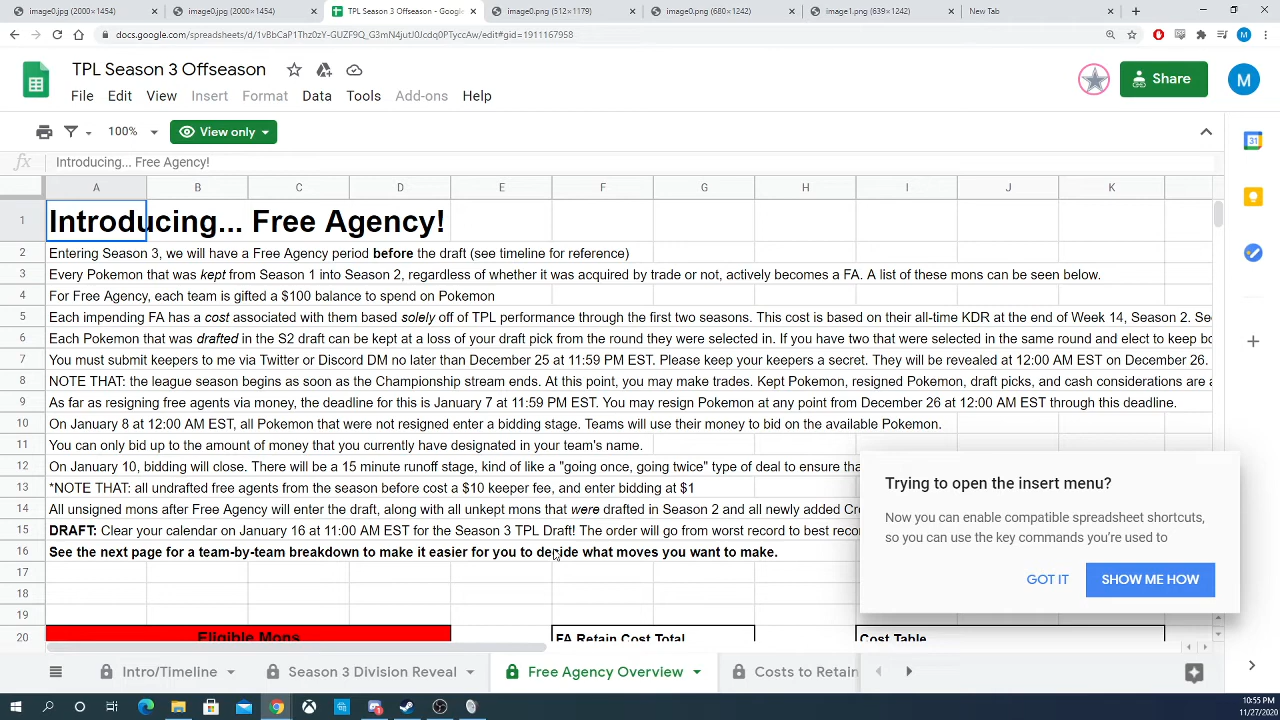 image0.jpg (2000×1454)
image0.jpg (2000×1454)
TPL Season 3 Offseason - Google
image0.png (512×1179)
image0.png (680×1242)
image1.png (639×1242)
New Tab
docs.google.com/spreadsheets/d/1vBbCaP1Thz0zY-GUZF9Q_G3mN4jutJ0Jcdq0PTyccAw/edit#gid=1911167958
M
TPL Season 3 Offseason
File Edit View Insert Format Data Tools Add-ons Help
Share
M
100%
View only
fx Introducing... Free Agency!
A B C D E F G H I J K
1 Introducing... Free Agency!
2 Entering Season 3, we will have a Free Agency period before the draft (see timeline for reference)
3 Every Pokemon that was kept from Season 1 into Season 2, regardless of whether it was acquired by trade or not, actively becomes a FA. A list of these mons can be seen below.
4 For Free Agency, each team is gifted a $100 balance to spend on Pokemon
5 Each impending FA has a cost associated with them based solely off of TPL performance through the first two seasons. This cost is based on their all-time KDR at the end of Week 14, Season 2. Se
6 Each Pokemon that was drafted in the S2 draft can be kept at a loss of your draft pick from the round they were selected in. If you have two that were selected in the same round and elect to keep bo
7 You must submit keepers to me via Twitter or Discord DM no later than December 25 at 11:59 PM EST. Please keep your keepers a secret. They will be revealed at 12:00 AM EST on December 26.
8 NOTE THAT: the league season begins as soon as the Championship stream ends. At this point, you may make trades. Kept Pokemon, resigned Pokemon, draft picks, and cash considerations are a
9 As far as resigning free agents via money, the deadline for this is January 7 at 11:59 PM EST. You may resign Pokemon at any point from December 26 at 12:00 AM EST through this deadline.
10 On January 8 at 12:00 AM EST, all Pokemon that were not resigned enter a bidding stage. Teams will use their money to bid on the available Pokemon.
11 You can only bid up to the amount of money that you currently have designated in your team's name.
12 On January 10, bidding will close. There will be a 15 minute runoff stage, kind of like a "going once, going twice" type of deal to ensure tha
13 *NOTE THAT: all undrafted free agents from the season before cost a $10 keeper fee, and enter bidding at $1
14 All unsigned mons after Free Agency will enter the draft, along with all unkept mons that were drafted in Season 2 and all newly added Cre
15 DRAFT: Clear your calendar on January 16 at 11:00 AM EST for the Season 3 TPL Draft! The order will go from worst record to best reco
16 See the next page for a team-by-team breakdown to make it easier for you to decide what moves you want to make.
17
18
19
20 Eligible Mons FA Retain Cost Total Cost Table
Trying to open the insert menu?
Now you can enable compatible spreadsheet shortcuts,
so you can use the key commands you're used to
GOT IT SHOW ME HOW
31
Intro/Timeline Season 3 Division Reveal Free Agency Overview Costs to Retain
10:55 PM
11/27/2020